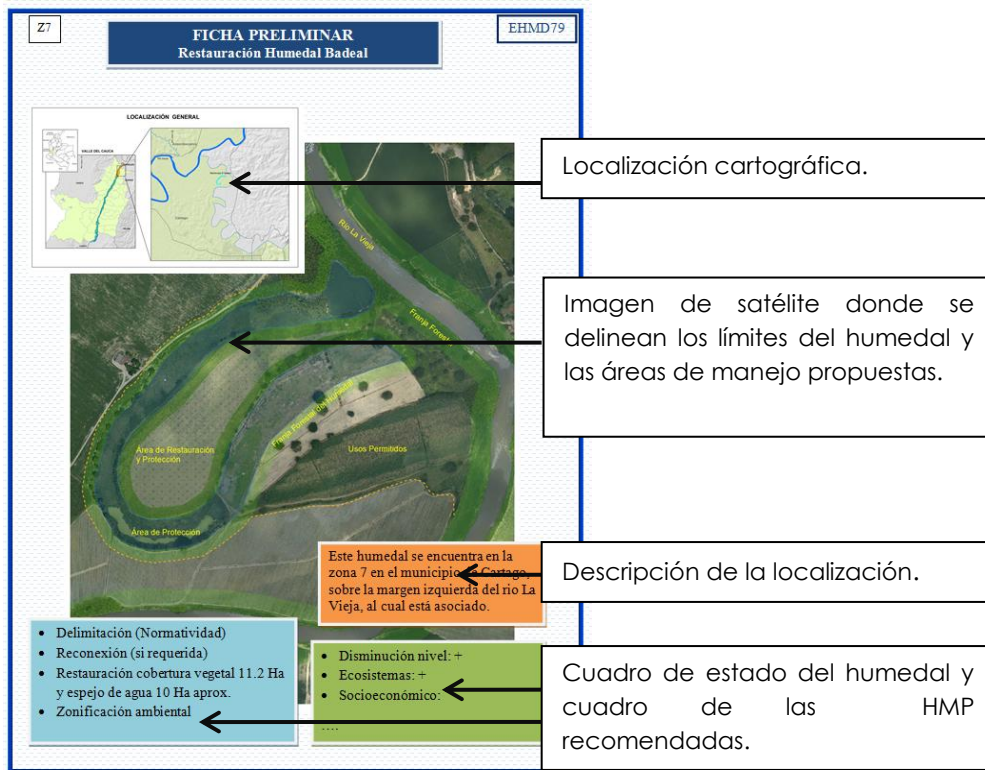 Z7
FICHA PRELIMINAR
Restauración Humedal Badeal
EHMD79
LOCALIZACIÓN GENERAL
VALLE DEL CAUCA
Localización cartográfica.
Río La Vieja
Imagen de satélite donde se
delinean los límites del humedal y
las áreas de manejo propuestas.
Franja Forestal del Humedal
Usos Permitidos
Área de Restauración
y Protección
Área de Protección
Este humedal se encuentra en la
zona 7 en el municipio de Cartago,
sobre la margen izquierda del rio La
Vieja, al cual está asociado.
Descripción de la localización.
• Delimitación (Normatividad)
• Reconexión (si requerida)
• Restauración cobertura vegetal 11.2 Ha
y espejo de agua 10 Ha aprox.
• Zonificación ambiental
• Disminución nivel: +
• Ecosistemas: +
• Socioeconómico:
....
Cuadro de estado del humedal y
cuadro de las HMP
recomendadas.